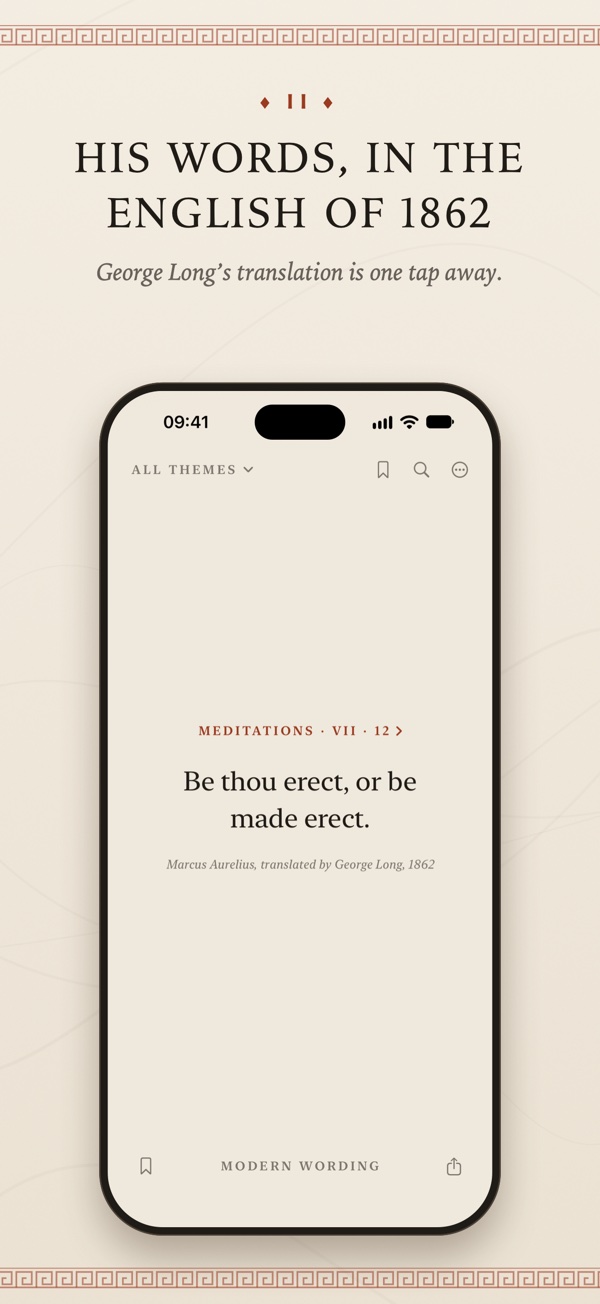 ♦ II ♦
HIS WORDS, IN THE
ENGLISH OF 1862
George Long’s translation is one tap away.
09:41
ALL THEMES
MEDITATIONS · VII · 12
Be thou erect, or be
made erect.
Marcus Aurelius, translated by George Long, 1862
MODERN WORDING